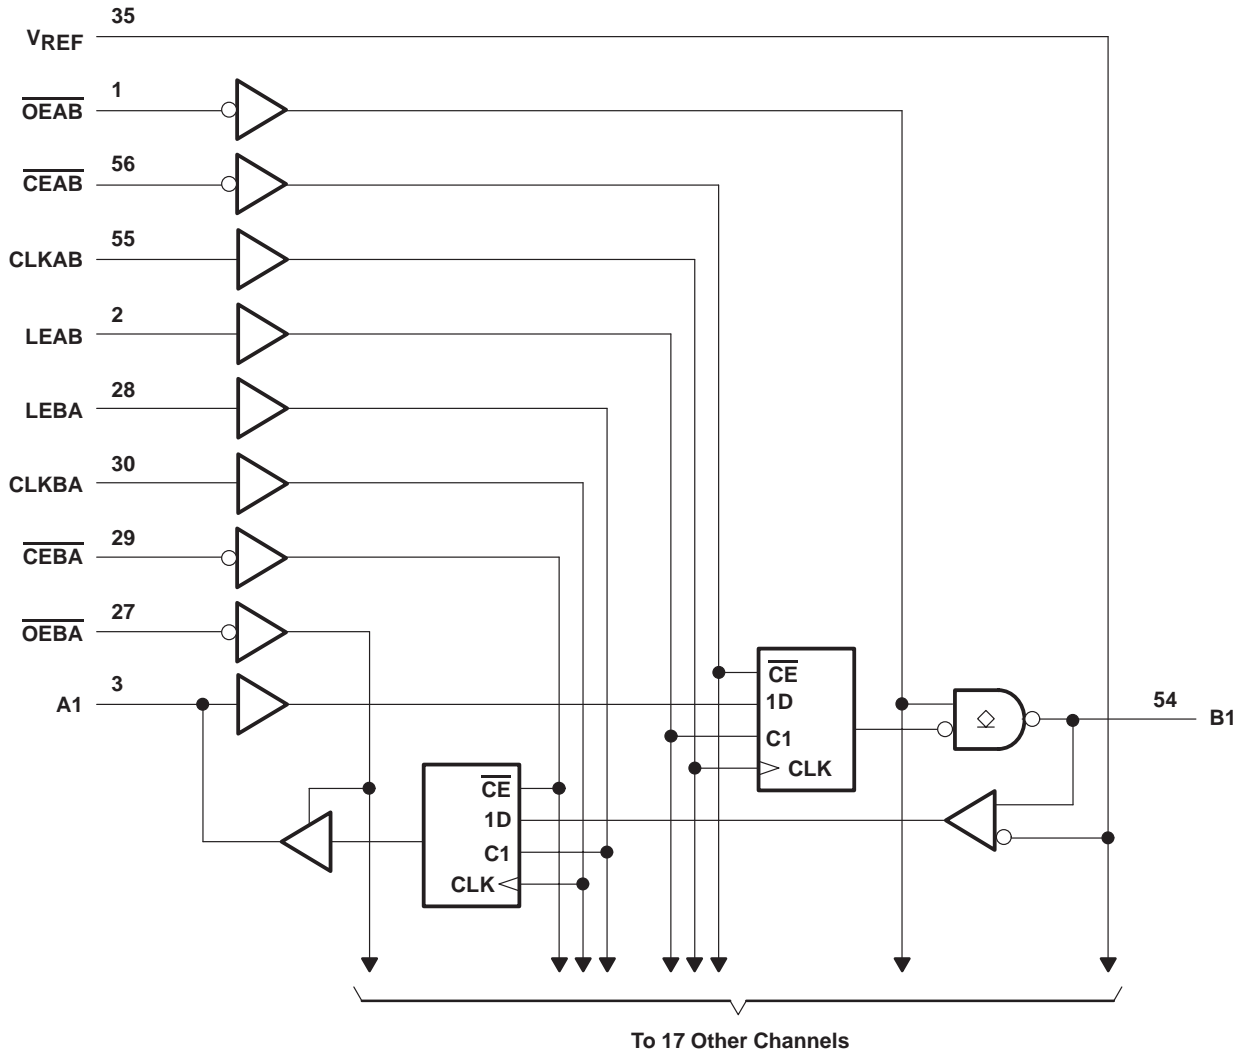 35
VREF
1
OEAB
56
CEAB
55
CLKAB
2
LEAB
28
LEBA
30
CLKBA
29
CEBA
27
OEBA
3
A1
CE
1D
C1
CLK
54
B1
CE
1D
C1
CLK
To 17 Other Channels